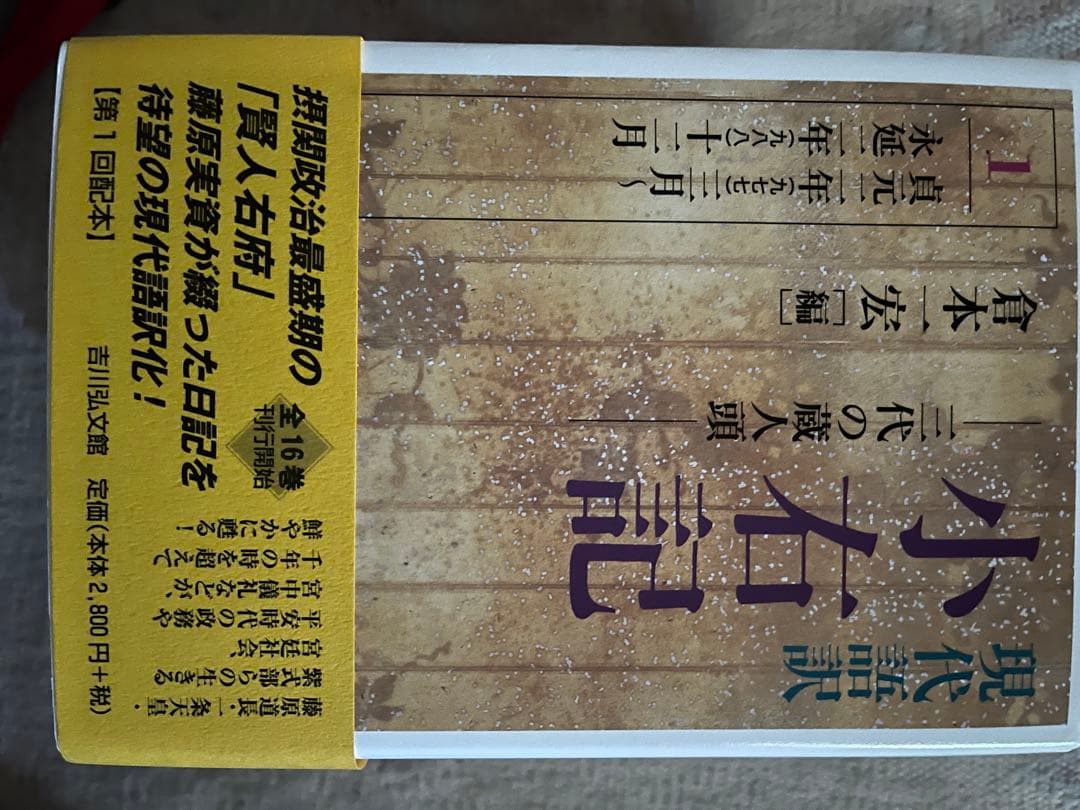 現代語訳
小右記
三代の蔵人頭
倉本一宏[編]
1
貞元二年(九七七)三月~
永延二年(九八八)十二月
摂関政治最盛期の
「賢人右府」
藤原実資が綴った日記を
待望の現代語訳化!
【第1回配本】
全16巻
刊行開始
藤原道長・一条天皇・
紫式部らの生きる
宮廷社会、
平安時代の政務や
宮中儀礼などが、
千年の時を超えて
鮮やかに甦る!
吉川弘文館 定価(本体2,800円+税)